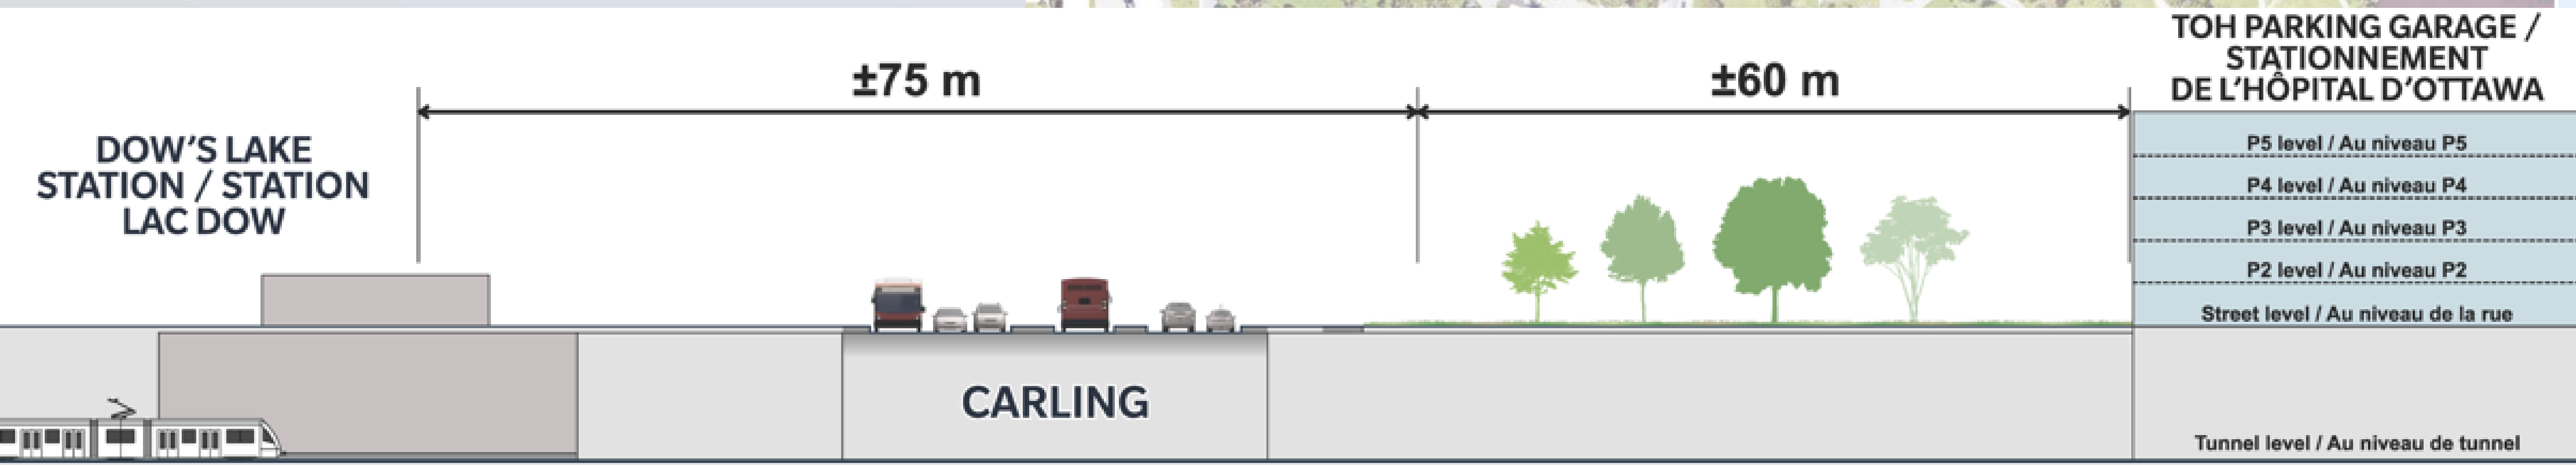 DOW'S LAKE
STATION / STATION
LAC DOW
±75 m
±60 m
CARLING
TOH PARKING GARAGE /
STATIONNEMENT
DE L'HÔPITAL D'OTTAWA
P5 level / Au niveau P5
P4 level / Au niveau P4
P3 level / Au niveau P3
P2 level / Au niveau P2
Street level / Au niveau de la rue
Tunnel level / Au niveau de tunnel